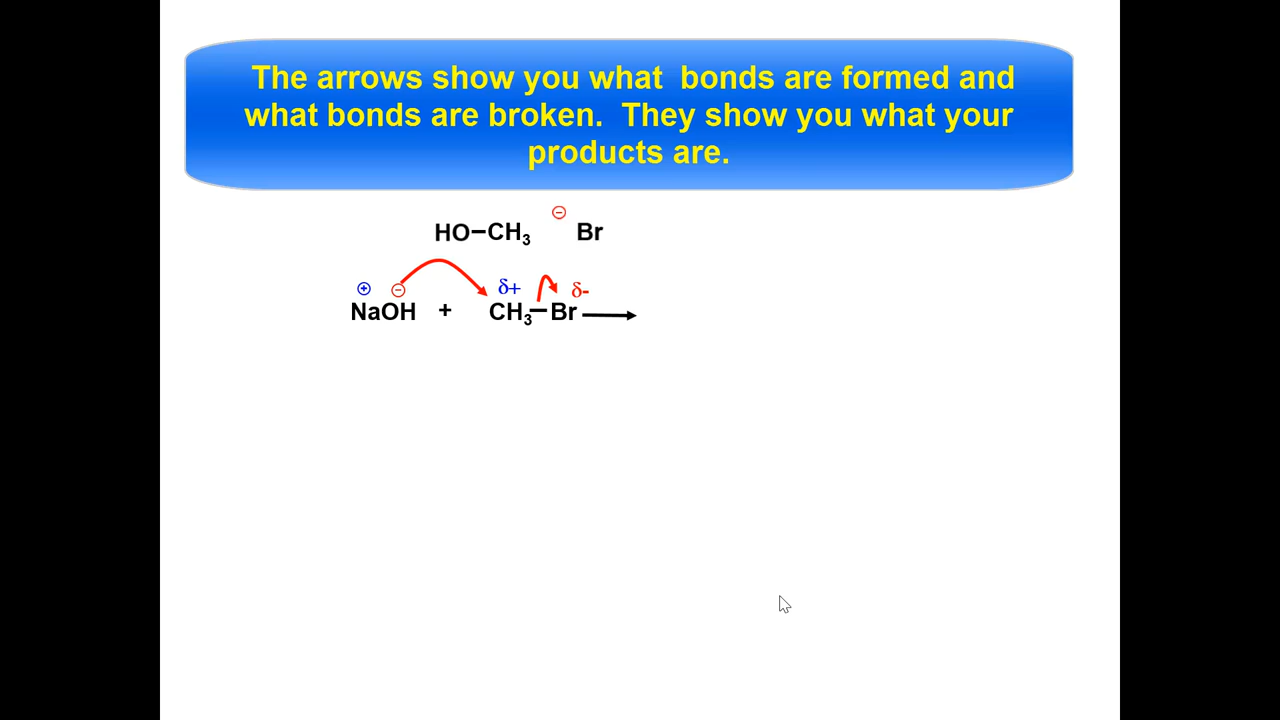 The arrows show you what bonds are formed and
what bonds are broken. They show you what your
products are.
⊖
HO−CH₃ Br
⊕ ⊖ δ+ δ-
NaOH + CH₃−Br